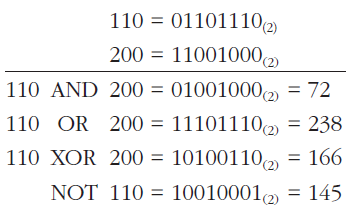 110 = 01101110(2)
200 = 11001000(2)
110 AND 200 = 01001000(2) = 72
110 OR 200 = 11101110(2) = 238
110 XOR 200 = 10100110(2) = 166
NOT 110 = 10010001(2) = 145